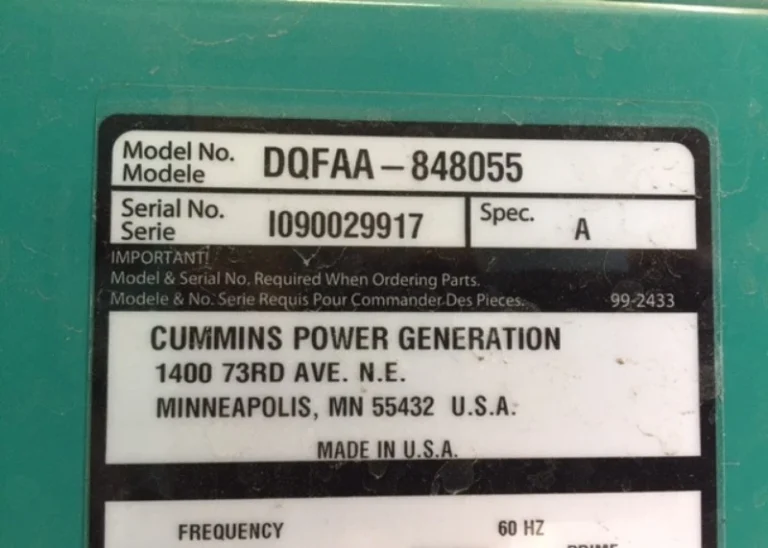 Model No. DQFAA-848055
Modele
Serial No. I090029917 Spec. A
Serie
IMPORTANT!
Model & Serial No. Required When Ordering Parts.
Modele & No. Serie Requis Pour Commander Des Pieces. 99-2433
CUMMINS POWER GENERATION
1400 73RD AVE. N.E.
MINNEAPOLIS, MN 55432 U.S.A.
MADE IN U.S.A.
FREQUENCY 60 HZ
PRIME